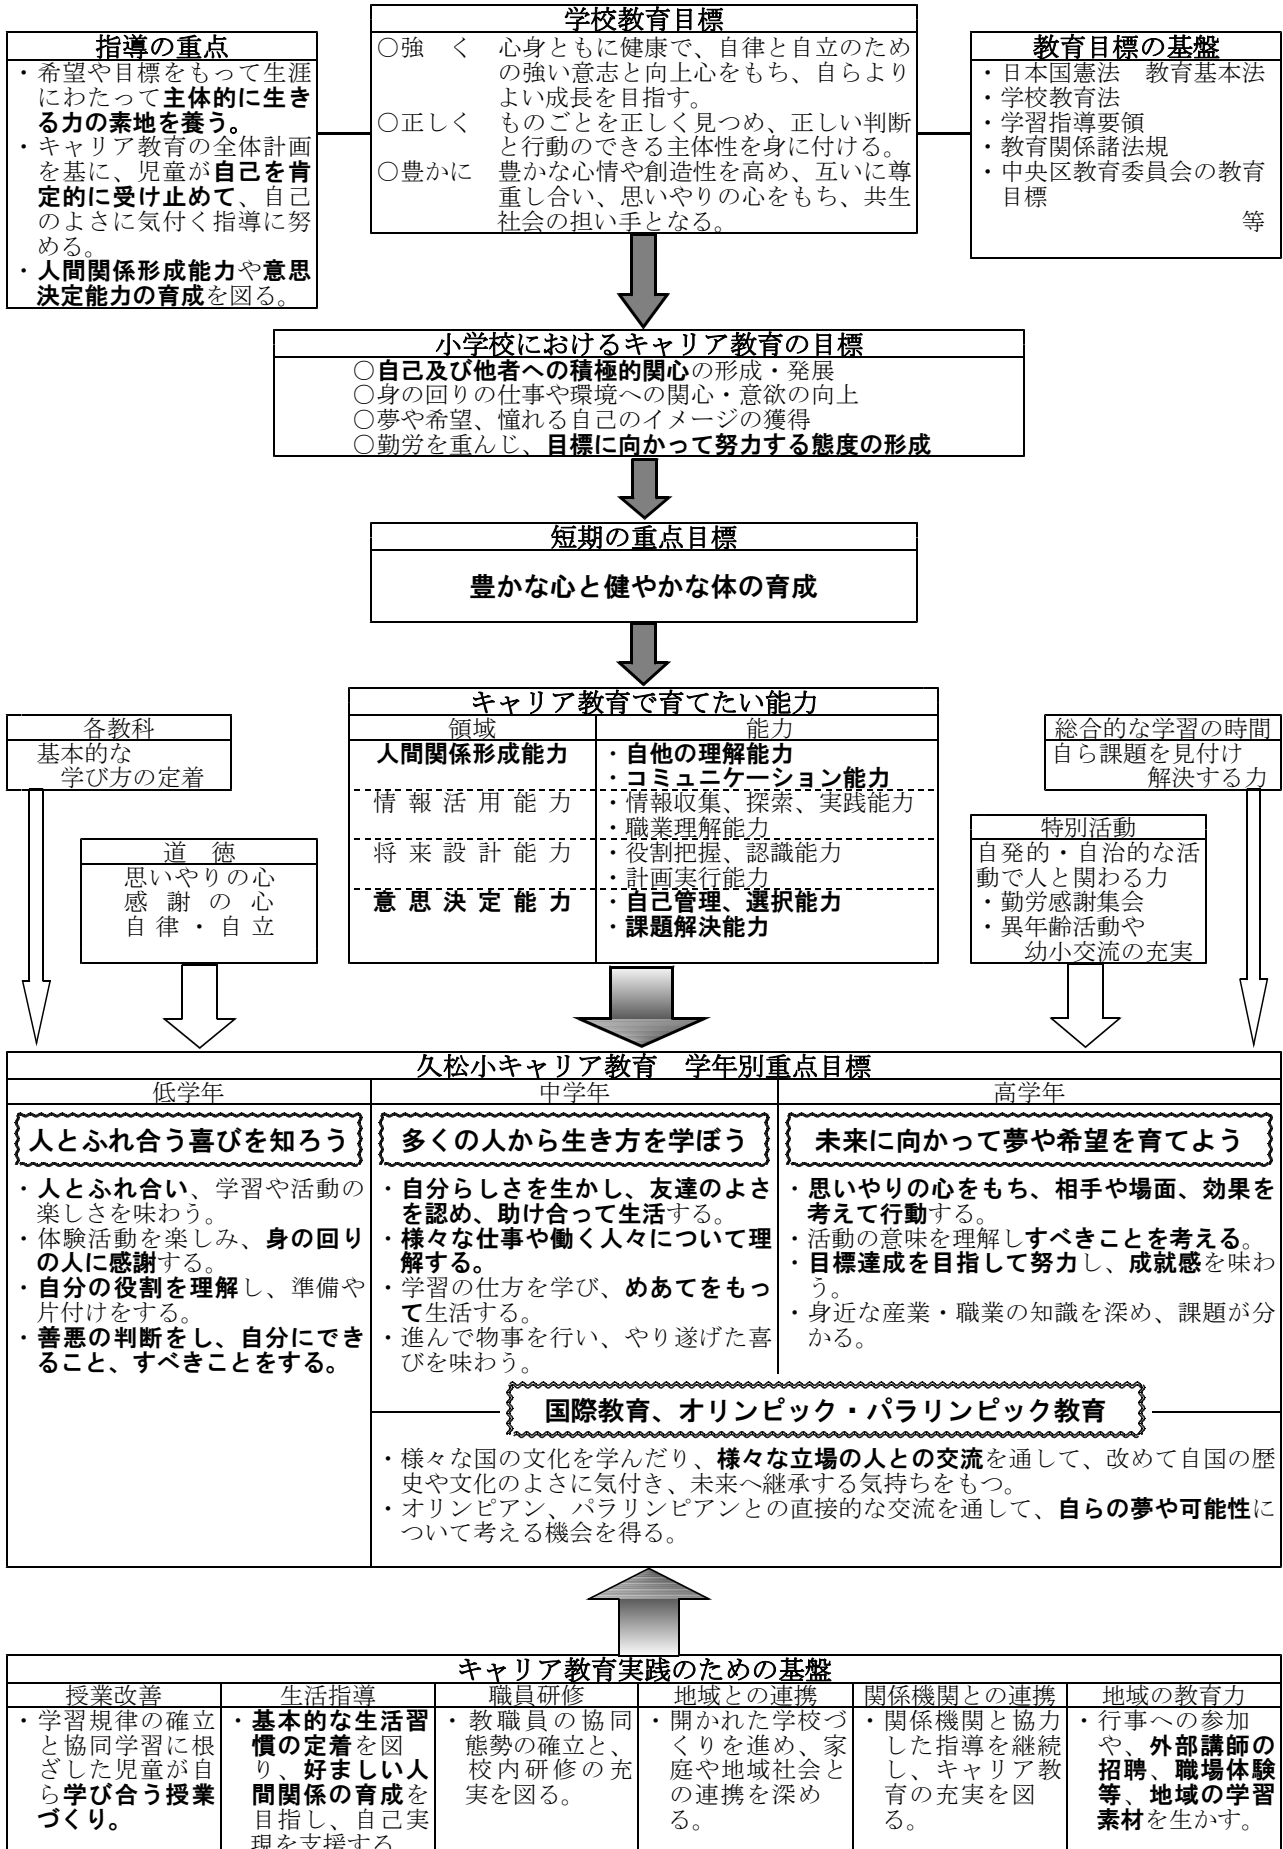 学校教育目標
○強　く　心身ともに健康で、自律と自立のため
の強い意志と向上心をもち、自らより
よい成長を目指す。
○正しく　ものごとを正しく見つめ、正しい判断
と行動のできる主体性を身に付ける。
○豊かに　豊かな心情や創造性を高め、互いに尊
重し合い、思いやりの心をもち、共生
社会の担い手となる。
指導の重点
・希望や目標をもって生涯
にわたって主体的に生き
る力の素地を養う。
・キャリア教育の全体計画
を基に、児童が自己を肯
定的に受け止めて、自己
のよさに気付く指導に努
める。
・人間関係形成能力や意思
決定能力の育成を図る。
教育目標の基盤
・日本国憲法　教育基本法
・学校教育法
・学習指導要領
・教育関係諸法規
・中央区教育委員会の教育
目標
等
小学校におけるキャリア教育の目標
○自己及び他者への積極的関心の形成・発展
○身の回りの仕事や環境への関心・意欲の向上
○夢や希望、憧れる自己のイメージの獲得
○勤労を重んじ、目標に向かって努力する態度の形成
短期の重点目標
豊かな心と健やかな体の育成
キャリア教育で育てたい能力
領域　能力
人間関係形成能力　・自他の理解能力
・コミュニケーション能力
情報活用能力　・情報収集、探索、実践能力
・職業理解能力
将来設計能力　・役割把握、認識能力
・計画実行能力
意思決定能力　・自己管理、選択能力
・課題解決能力
各教科
基本的な
学び方の定着
道　徳
思いやりの心
感謝の心
自律・自立
総合的な学習の時間
自ら課題を見付け
解決する力
特別活動
自発的・自治的な活
動で人と関わる力
・勤労感謝集会
・異年齢活動や
幼小交流の充実
久松小キャリア教育　学年別重点目標
低学年
人とふれ合う喜びを知ろう
・人とふれ合い、学習や活動の
楽しさを味わう。
・体験活動を楽しみ、身の回り
の人に感謝する。
・自分の役割を理解し、準備や
片付けをする。
・善悪の判断をし、自分にでき
ること、すべきことをする。
中学年
多くの人から生き方を学ぼう
・自分らしさを生かし、友達のよさ
を認め、助け合って生活する。
・様々な仕事や働く人々について理
解する。
・学習の仕方を学び、めあてをもっ
て生活する。
・進んで物事を行い、やり遂げた喜
びを味わう。
高学年
未来に向かって夢や希望を育てよう
・思いやりの心をもち、相手や場面、効果を
考えて行動する。
・活動の意味を理解しすべきことを考える。
・目標達成を目指して努力し、成就感を味わ
う。
・身近な産業・職業の知識を深め、課題が分
かる。
国際教育、オリンピック・パラリンピック教育
・様々な国の文化を学んだり、様々な立場の人との交流を通して、改めて自国の歴
史や文化のよさに気付き、未来へ継承する気持ちをもつ。
・オリンピアン、パラリンピアンとの直接的な交流を通して、自らの夢や可能性に
ついて考える機会を得る。
キャリア教育実践のための基盤
授業改善
・学習規律の確立
と協同学習に根
ざした児童が自
ら学び合う授業
づくり。
生活指導
・基本的な生活習
慣の定着を図
り、好ましい人
間関係の育成を
目指し、自己実
現を支援する
職員研修
・教職員の協同
態勢の確立と、
校内研修の充
実を図る。
地域との連携
・開かれた学校づ
くりを進め、家
庭や地域社会と
の連携を深め
る。
関係機関との連携
・関係機関と協力
した指導を継続
し、キャリア教
育の充実を図
る。
地域の教育力
・行事への参加
や、外部講師の
招聘、職場体験
等、地域の学習
素材を生かす。